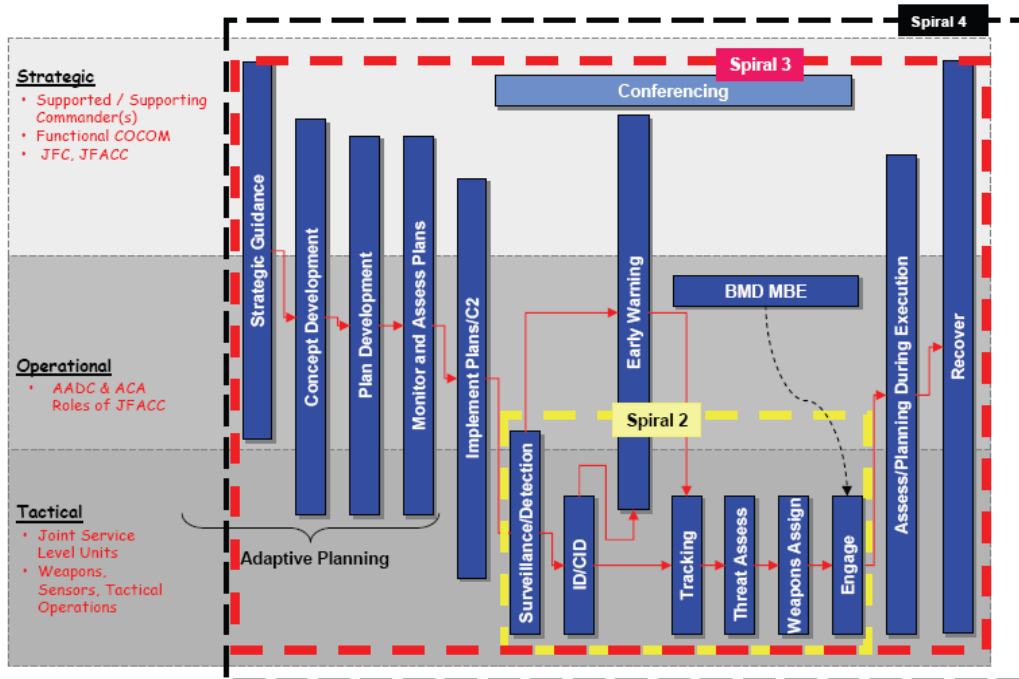 Spiral 4
Spiral 3
Strategic
• Supported / Supporting
Commander(s)
• Functional COCOM
• JFC, JFACC
Conferencing
Strategic Guidance
Concept Development
Plan Development
Monitor and Assess Plans
Implement Plans/C2
Early Warning
BMD MBE
Assess/Planning During Execution
Recover
Operational
• AADC & ACA
Roles of JFACC
Spiral 2
Surveillance/Detection
ID/CID
Tracking
Threat Assess
Weapons Assign
Engage
Tactical
• Joint Service
Level Units
• Weapons,
Sensors, Tactical
Operations
Adaptive Planning